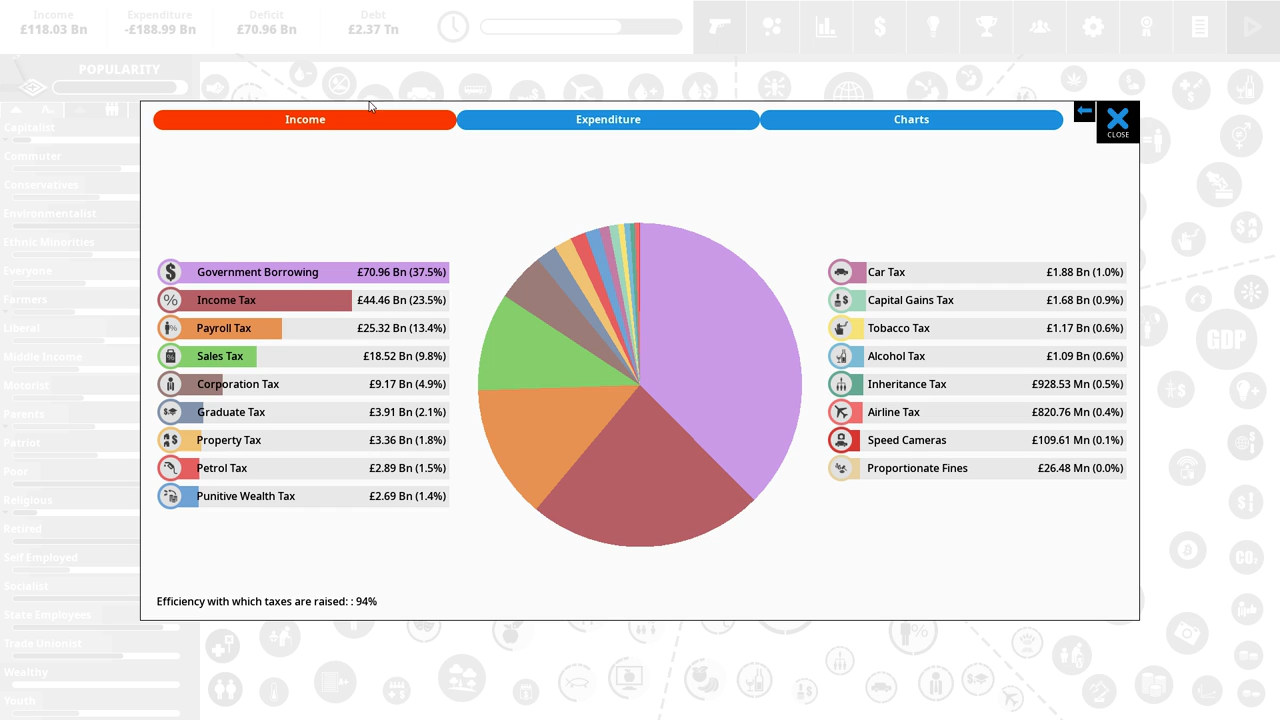 Income Expenditure Deficit Debt
£118.03 Bn -£188.99 Bn £70.96 Bn £2.37 Tn
POPULARITY
A..
Capitalist
Commuter
Conservatives
Environmentalist
Ethnic Minorities
Everyone
Farmers
Liberal
Middle Income
Motorist
Parents
Patriot
Poor
Religious
Retired
Self Employed
Socialist
State Employees
Trade Unionist
Wealthy
Youth
Income Expenditure Charts
CLOSE
Government Borrowing £70.96 Bn (37.5%)
Income Tax £44.46 Bn (23.5%)
Payroll Tax £25.32 Bn (13.4%)
Sales Tax £18.52 Bn (9.8%)
Corporation Tax £9.17 Bn (4.9%)
Graduate Tax £3.91 Bn (2.1%)
Property Tax £3.36 Bn (1.8%)
Petrol Tax £2.89 Bn (1.5%)
Punitive Wealth Tax £2.69 Bn (1.4%)
Car Tax £1.88 Bn (1.0%)
Capital Gains Tax £1.68 Bn (0.9%)
Tobacco Tax £1.17 Bn (0.6%)
Alcohol Tax £1.09 Bn (0.6%)
Inheritance Tax £928.53 Mn (0.5%)
Airline Tax £820.76 Mn (0.4%)
Speed Cameras £109.61 Mn (0.1%)
Proportionate Fines £26.48 Mn (0.0%)
Efficiency with which taxes are raised: : 94%
GDP
CO₂